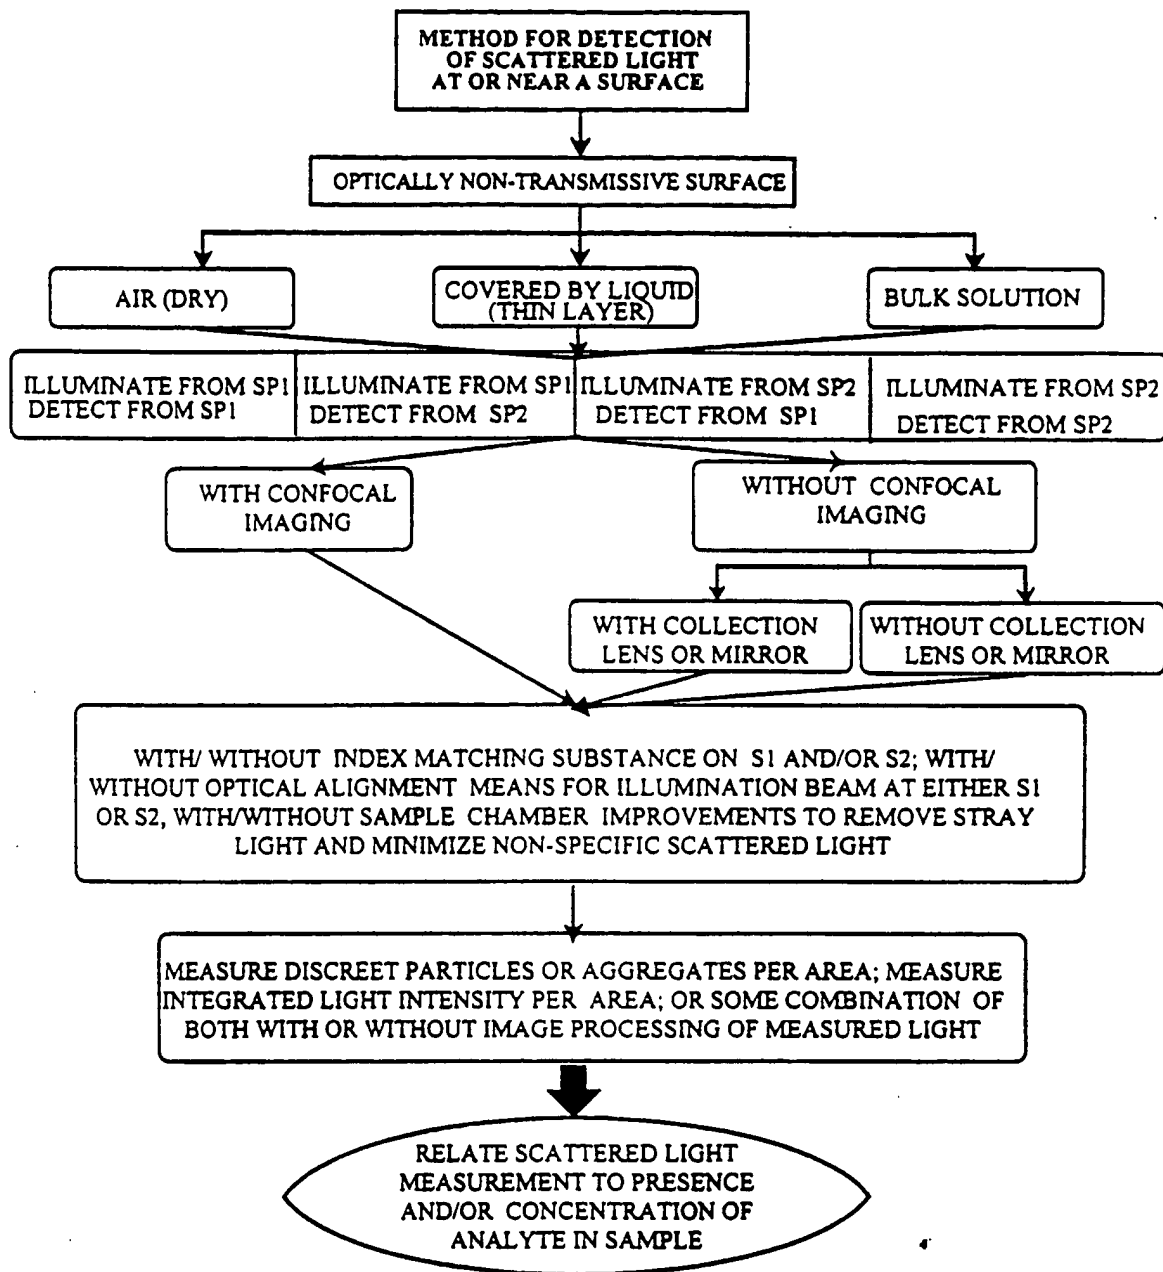 METHOD FOR DETECTION
OF SCATTERED LIGHT
AT OR NEAR A SURFACE
OPTICALLY NON-TRANSMISSIVE SURFACE
AIR (DRY)
COVERED BY LIQUID
(THIN LAYER)
BULK SOLUTION
ILLUMINATE FROM SP1
DETECT FROM SP1
ILLUMINATE FROM SP1
DETECT FROM SP2
ILLUMINATE FROM SP2
DETECT FROM SP1
ILLUMINATE FROM SP2
DETECT FROM SP2
WITH CONFOCAL
IMAGING
WITHOUT CONFOCAL
IMAGING
WITH COLLECTION
LENS OR MIRROR
WITHOUT COLLECTION
LENS OR MIRROR
WITH/ WITHOUT INDEX MATCHING SUBSTANCE ON S1 AND/OR S2; WITH/
WITHOUT OPTICAL ALIGNMENT MEANS FOR ILLUMINATION BEAM AT EITHER S1
OR S2, WITH/WITHOUT SAMPLE CHAMBER IMPROVEMENTS TO REMOVE STRAY
LIGHT AND MINIMIZE NON-SPECIFIC SCATTERED LIGHT
MEASURE DISCREET PARTICLES OR AGGREGATES PER AREA; MEASURE
INTEGRATED LIGHT INTENSITY PER AREA; OR SOME COMBINATION OF
BOTH WITH OR WITHOUT IMAGE PROCESSING OF MEASURED LIGHT
RELATE SCATTERED LIGHT
MEASUREMENT TO PRESENCE
AND/OR CONCENTRATION OF
ANALYTE IN SAMPLE